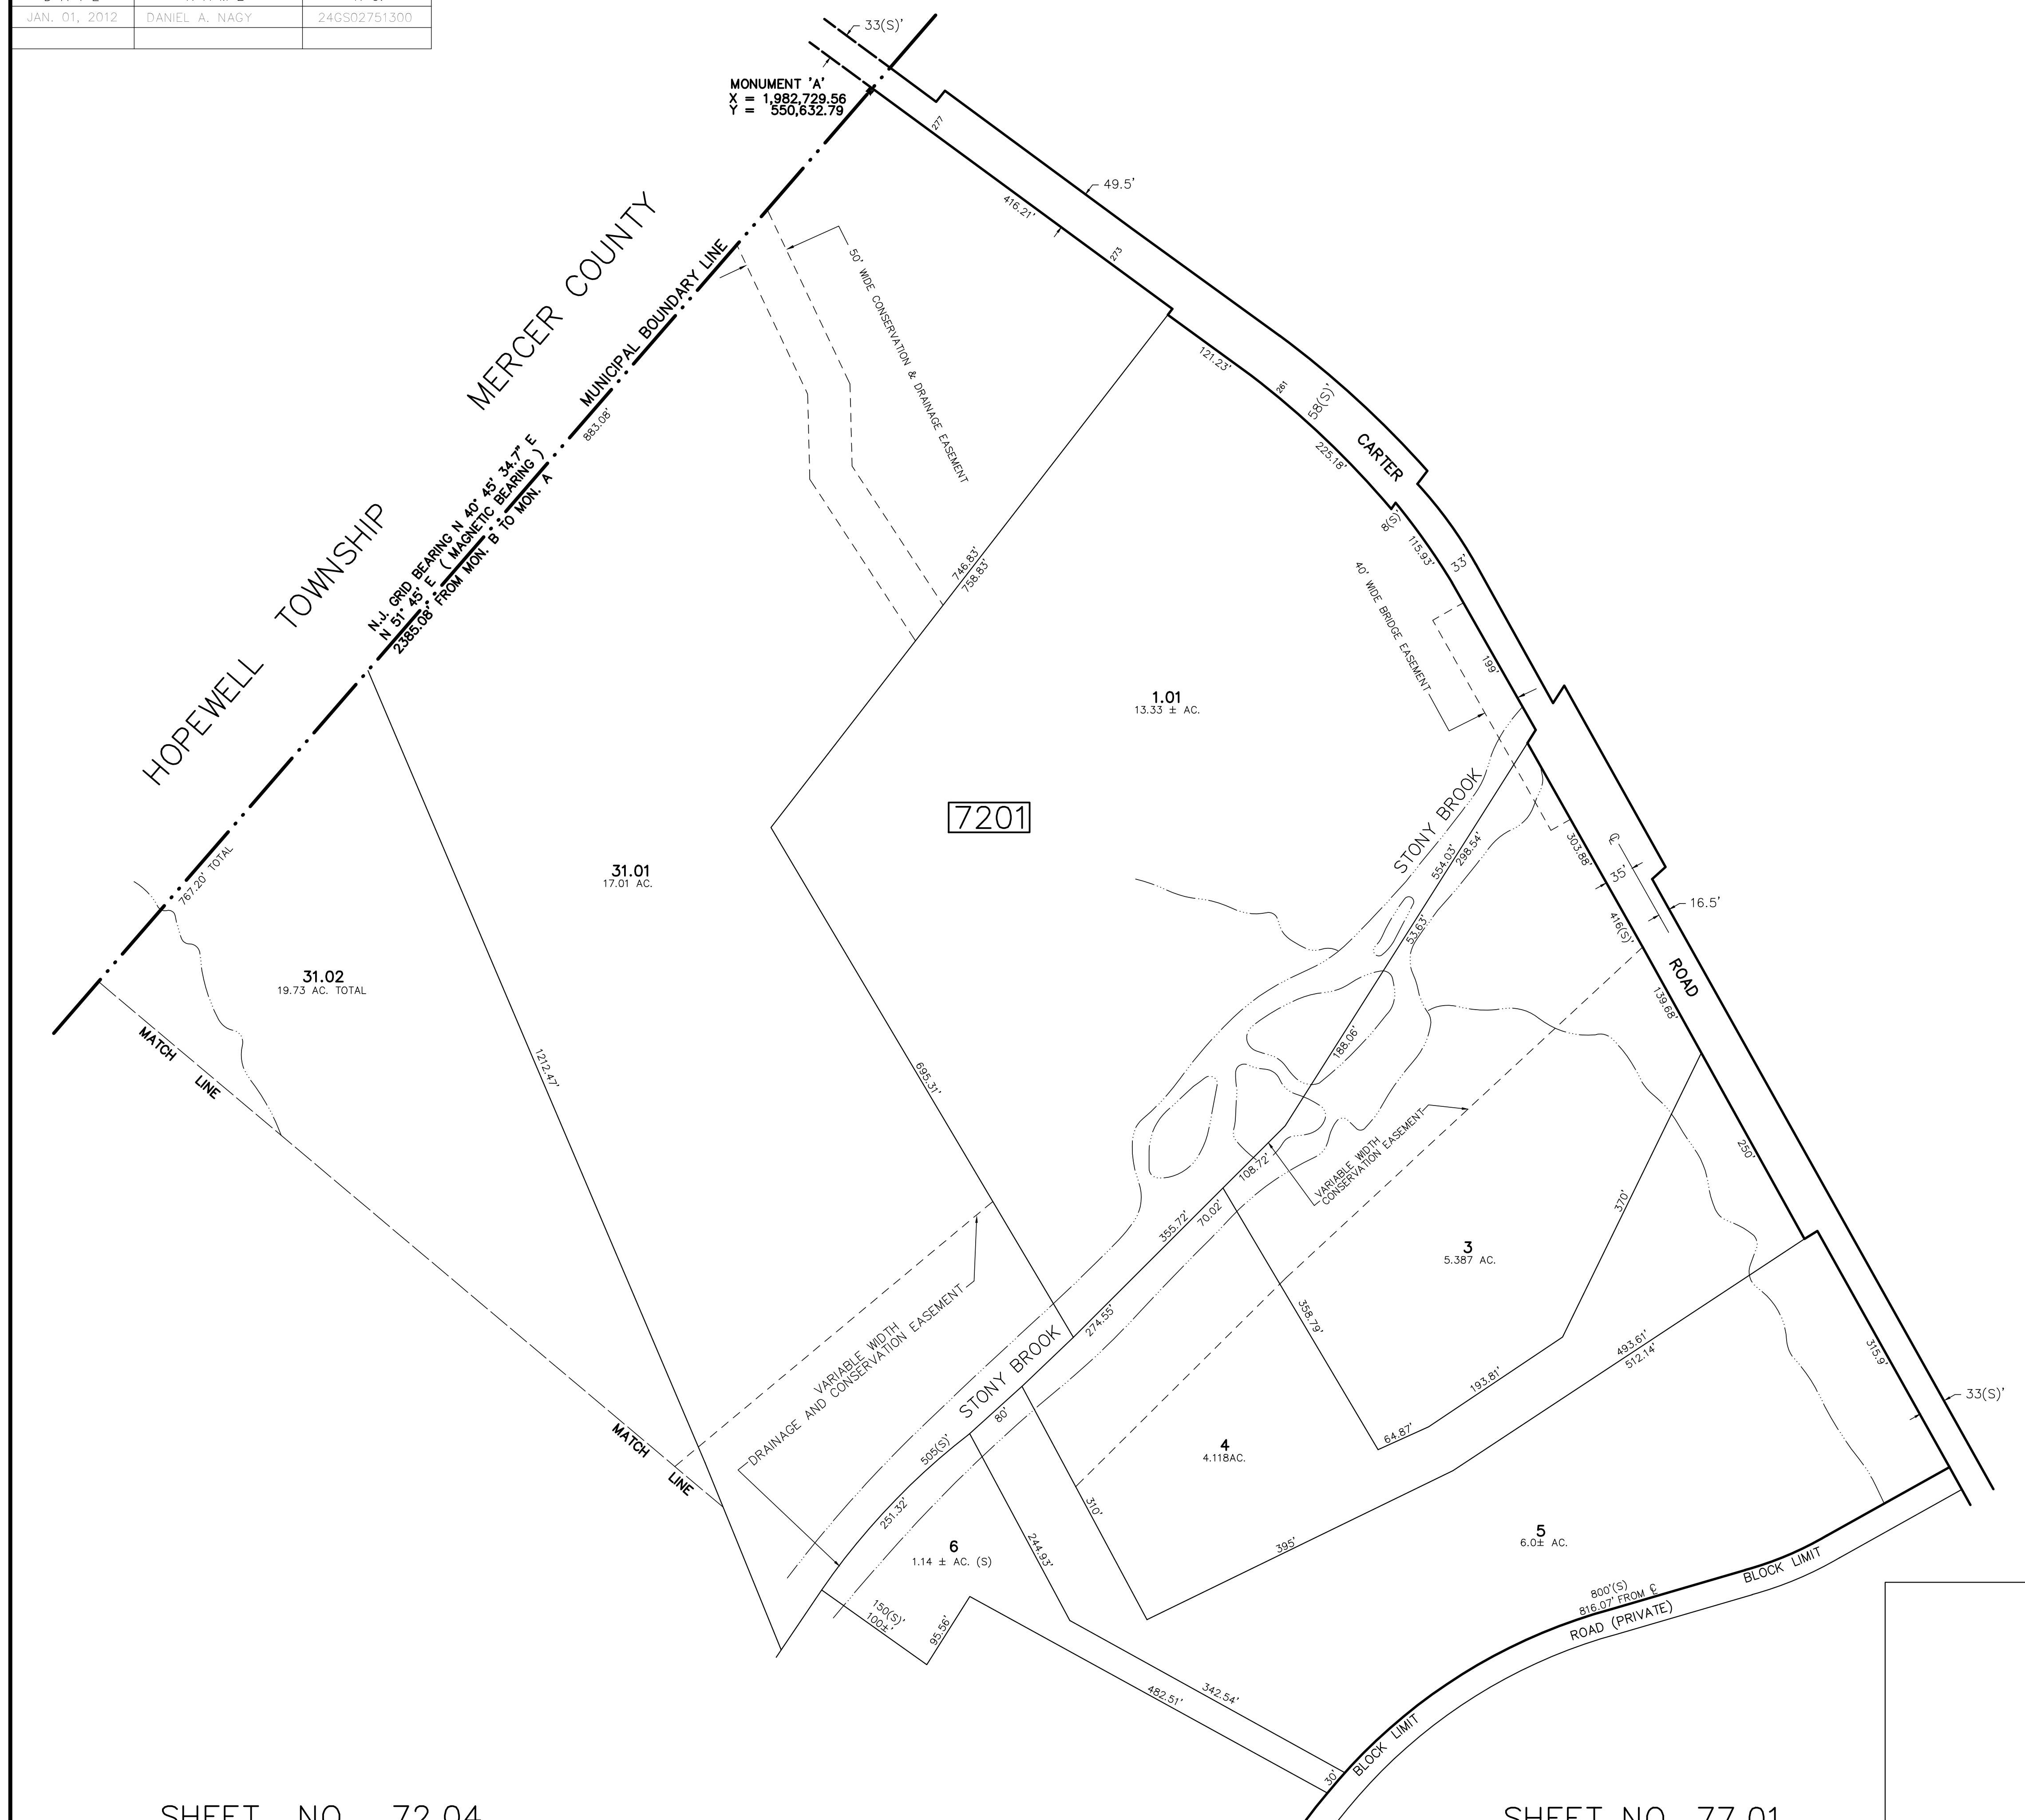 JAN. 01, 2012 DANIEL A. NAGY 24GS02751300
33(S)'
MONUMENT 'A'
X = 1,982,729.56
Y = 550,632.79
277
49.5'
416.21'
273
MERCER COUNTY
MUNICIPAL BOUNDARY LINE
883.08'
50' WIDE CONSERVATION & DRAINAGE EASEMENT
121.23'
261
58(S)'
225.18'
CARTER
8(S)'
115.93'
33'
HOPEWELL TOWNSHIP
N.J. GRID BEARING N 40° 45' 34.7" E
N 51° 45' E ( MAGNETIC BEARING )
2385.08' FROM MON. B TO MON. A
746.83'
758.83'
40' WIDE BRIDGE EASEMENT
199'
1.01
13.33 ± AC.
7201
STONY BROOK
554.03'
298.54'
303.88'
℄
35'
16.5'
767.20' TOTAL
31.01
17.01 AC.
53.63'
416(S)'
ROAD
31.02
19.73 AC. TOTAL
139.68'
MATCH LINE
1212.47'
695.31'
188.06'
250'
VARIABLE WIDTH
CONSERVATION EASEMENT
108.72'
355.72'
70.02'
370'
3
5.387 AC.
274.55'
358.79'
493.61'
512.14'
315.9'
VARIABLE WIDTH
DRAINAGE AND CONSERVATION EASEMENT
STONY BROOK
193.81'
33(S)'
80'
64.87'
MATCH LINE
505(S)'
4
4.118AC.
251.32'
310'
5
6.0± AC.
6
1.14 ± AC. (S)
244.93'
395'
BLOCK LIMIT
800'(S)
816.07' FROM ℄
ROAD (PRIVATE)
150(S)'
100±'
95.56'
482.51'
342.54'
BLOCK LIMIT
30'
SHEET NO. 72.04
SHEET NO. 77.01